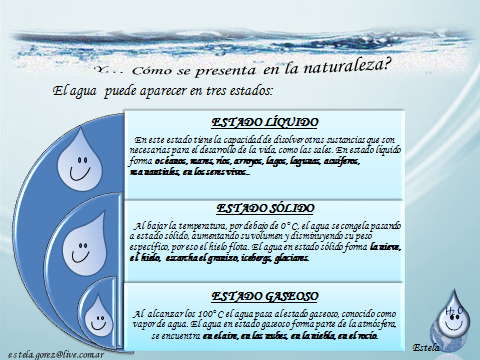 Y... Cómo se presenta en la naturaleza?
El agua puede aparecer en tres estados:
ESTADO LÍQUIDO
En este estado tiene la capacidad de disolver otras sustancias que son
necesarias para el desarrollo de la vida, como las sales. En estado líquido
forma océanos, mares, ríos, arroyos, lagos, lagunas, acuíferos,
manantiales, en los seres vivos..
ESTADO SÓLIDO
Al bajar la temperatura, por debajo de 0° C, el agua se congela pasando
a estado sólido, aumentando su volumen y disminuyendo su peso
específico, por eso el hielo flota. El agua en estado sólido forma la nieve,
el hielo, escarcha el granizo, icebergs, glaciares.
ESTADO GASEOSO
Al alcanzar los 100° C el agua pasa al estado gaseoso, conocido como
vapor de agua. El agua en estado gaseoso forma parte de la atmósfera,
se encuentra en el aire, en las nubes, en la niebla, en el rocío.
H2O
estela.gorez@live.com.ar
Estela